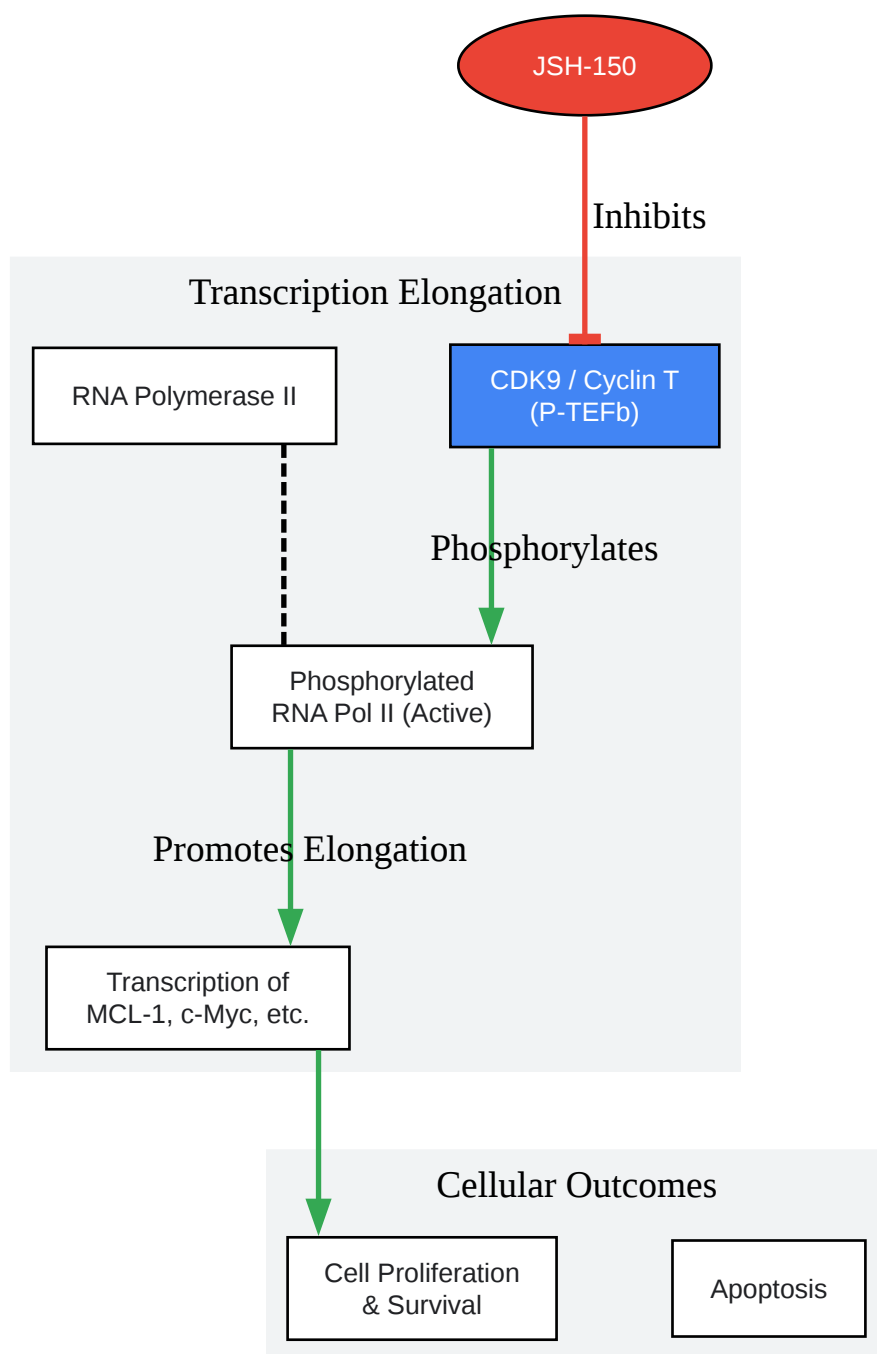 JSH-150
Inhibits
Transcription Elongation
RNA Polymerase II
CDK9 / Cyclin T
(P-TEFb)
Phosphorylates
Phosphorylated
RNA Pol II (Active)
Promotes Elongation
Transcription of
MCL-1, c-Myc, etc.
Cellular Outcomes
Cell Proliferation
& Survival
Apoptosis